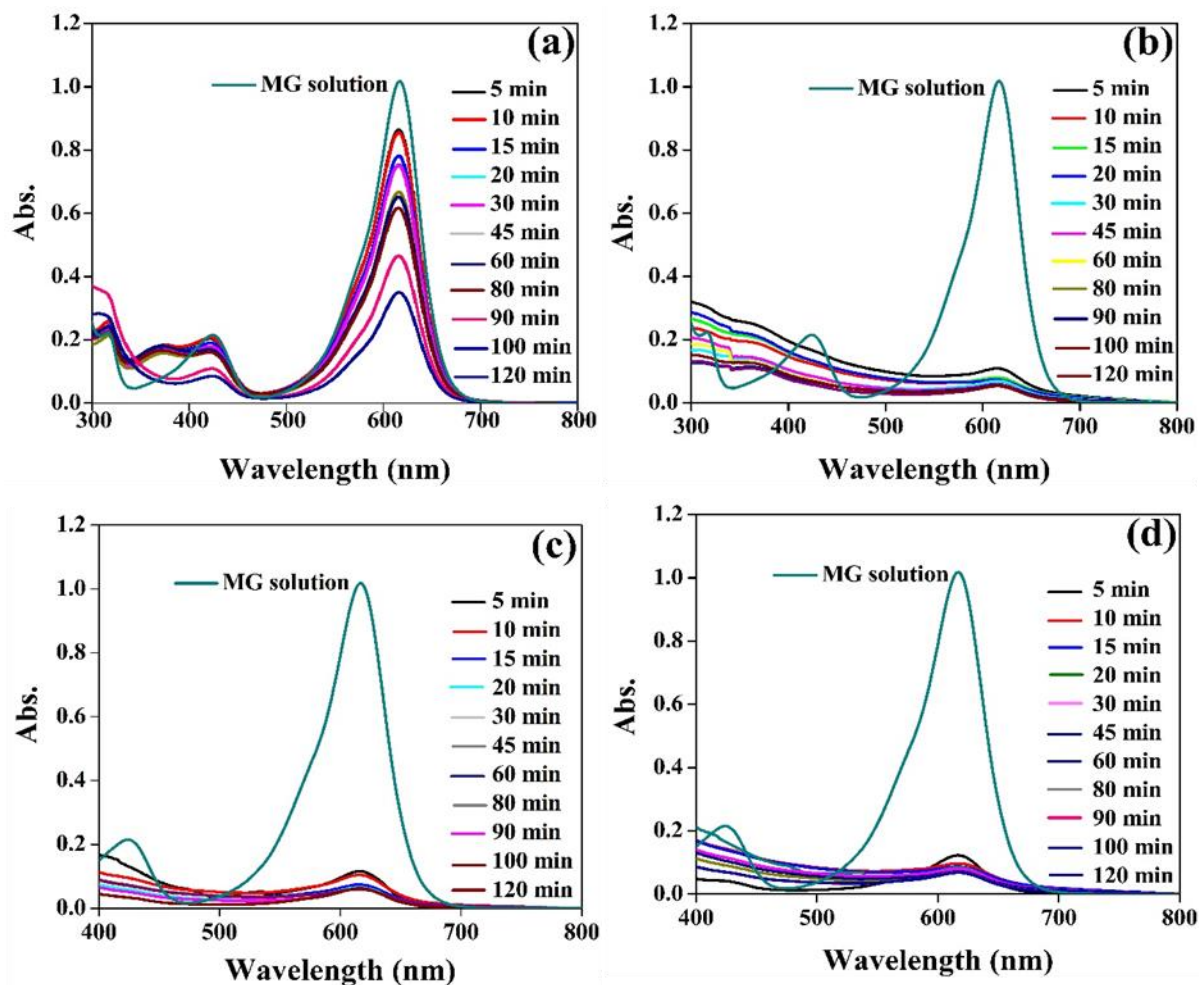 (a)
1.2
1.0
0.8
0.6
0.4
0.2
0.0
Abs.
MG solution
5 min
10 min
15 min
20 min
30 min
45 min
60 min
80 min
90 min
100 min
120 min
300 400 500 600 700 800
Wavelength (nm)
(b)
1.2
1.0
0.8
0.6
0.4
0.2
0.0
Abs.
MG solution
5 min
10 min
15 min
20 min
30 min
45 min
60 min
80 min
90 min
100 min
120 min
300 400 500 600 700 800
Wavelength (nm)
(c)
1.2
1.0
0.8
0.6
0.4
0.2
0.0
Abs.
MG solution
5 min
10 min
15 min
20 min
30 min
45 min
60 min
80 min
90 min
100 min
120 min
400 500 600 700 800
Wavelength (nm)
(d)
1.2
1.0
0.8
0.6
0.4
0.2
0.0
Abs.
MG solution
5 min
10 min
15 min
20 min
30 min
45 min
60 min
80 min
90 min
100 min
120 min
400 500 600 700 800
Wavelength (nm)